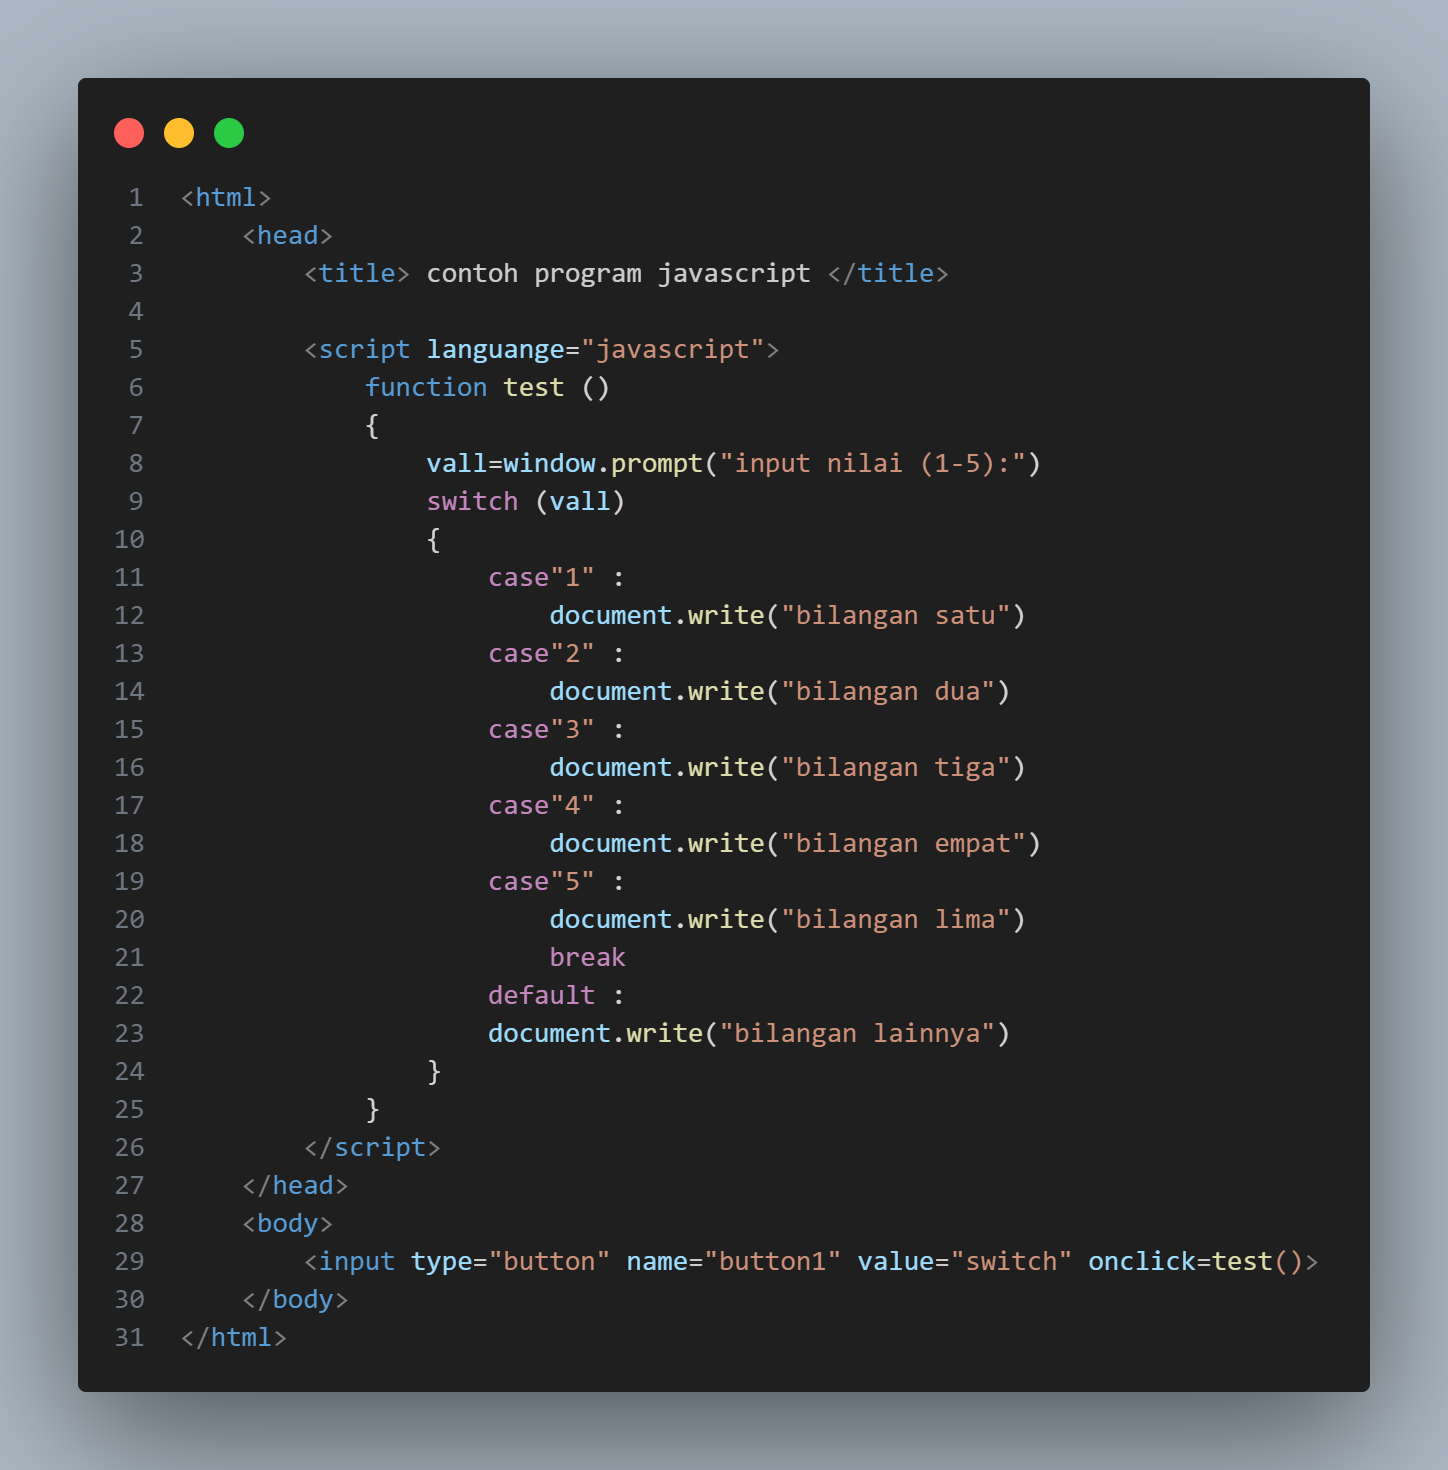 1 <html>
2 <head>
3 <title> contoh program javascript </title>
4
5 <script languange="javascript">
6 function test ()
7 {
8 vall=window.prompt("input nilai (1-5):")
9 switch (vall)
10 {
11 case"1" :
12 document.write("bilangan satu")
13 case"2" :
14 document.write("bilangan dua")
15 case"3" :
16 document.write("bilangan tiga")
17 case"4" :
18 document.write("bilangan empat")
19 case"5" :
20 document.write("bilangan lima")
21 break
22 default :
23 document.write("bilangan lainnya")
24 }
25 }
26 </script>
27 </head>
28 <body>
29 <input type="button" name="button1" value="switch" onclick=test()>
30 </body>
31 </html>